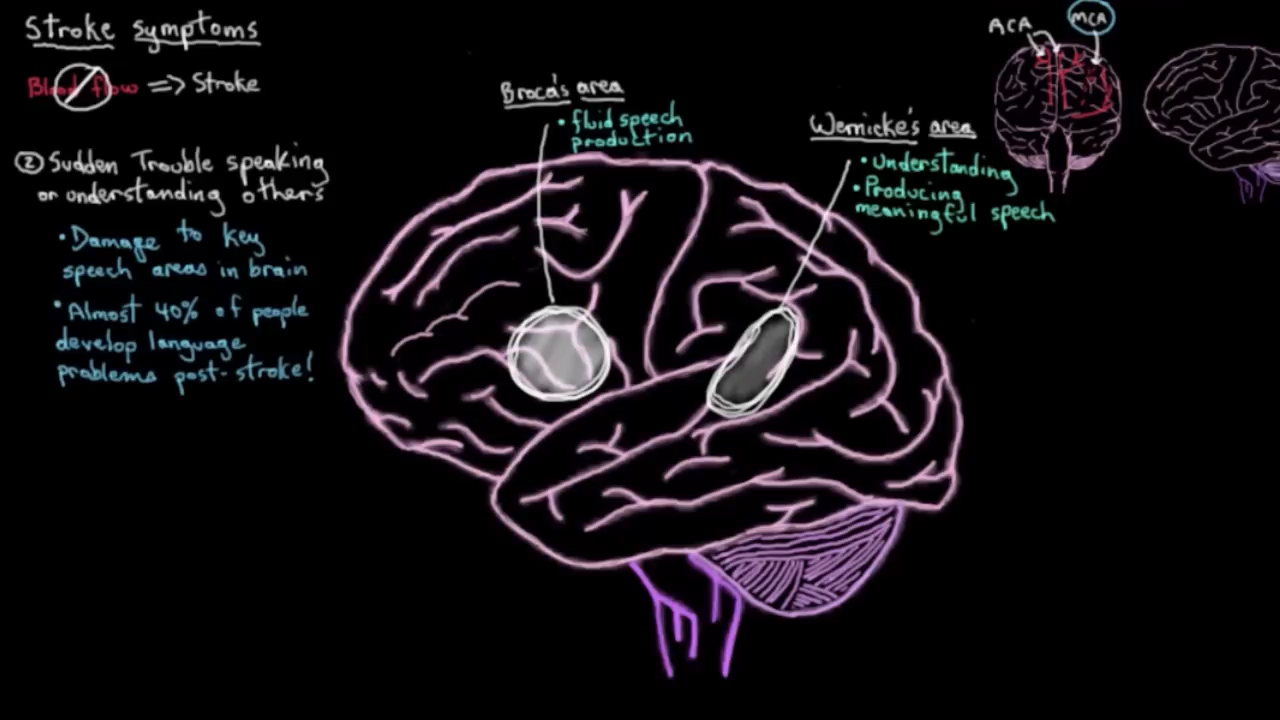 Stroke symptoms
Blood flow => Stroke
② Sudden Trouble speaking
or understanding others
• Damage to key
speech areas in brain
• Almost 40% of people
develop language
problems post-stroke!
Broca's area
• fluid speech
production
Wernicke's area
• Understanding
• Producing
meaningful speech
ACA
MCA